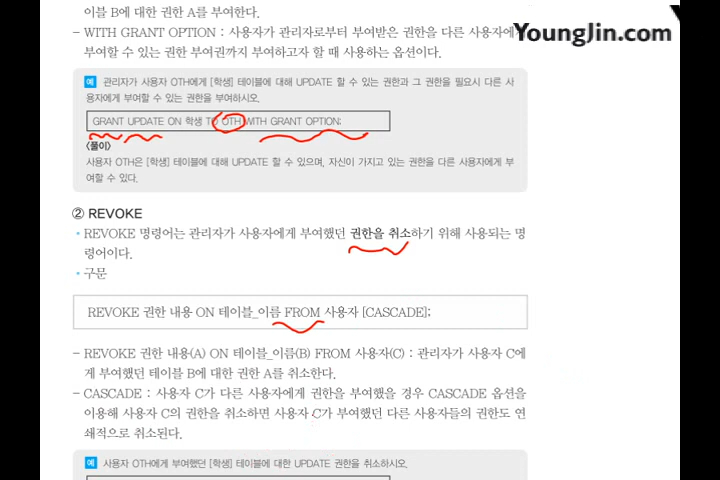 이블 B에 대한 권한 A를 부여한다.
YoungJin.com
- WITH GRANT OPTION : 사용자가 관리자로부터 부여받은 권한을 다른 사용자에
부여할 수 있는 권한 부여권까지 부여하고자 할 때 사용하는 옵션이다.
예 관리자가 사용자 OTH에게 [학생] 테이블에 대해 UPDATE 할 수 있는 권한과 그 권한을 필요시 다른 사
용자에게 부여할 수 있는 권한을 부여하시오.
GRANT UPDATE ON 학생 TO OTH WITH GRANT OPTION;
〈풀이〉
사용자 OTH은 [학생] 테이블에 대해 UPDATE 할 수 있으며, 자신이 가지고 있는 권한을 다른 사용자에게 부
여할 수 있다.
② REVOKE
• REVOKE 명령어는 관리자가 사용자에게 부여했던 권한을 취소하기 위해 사용되는 명
령어이다.
• 구문
REVOKE 권한 내용 ON 테이블_이름 FROM 사용자 [CASCADE];
- REVOKE 권한 내용(A) ON 테이블_이름(B) FROM 사용자(C) : 관리자가 사용자 C에
게 부여했던 테이블 B에 대한 권한 A를 취소한다.
- CASCADE : 사용자 C가 다른 사용자에게 권한을 부여했을 경우 CASCADE 옵션을
이용해 사용자 C의 권한을 취소하면 사용자 C가 부여했던 다른 사용자들의 권한도 연
쇄적으로 취소된다.
예 사용자 OTH에게 부여했던 [학생] 테이블에 대한 UPDATE 권한을 취소하시오.